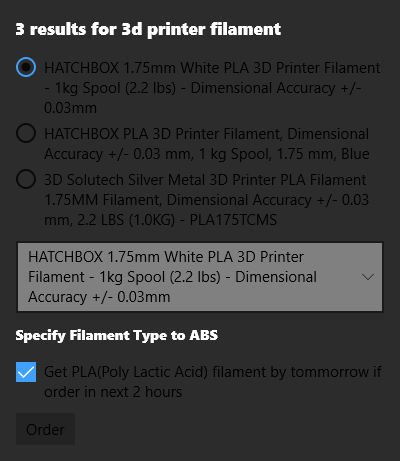 3 results for 3d printer filament
HATCHBOX 1.75mm White PLA 3D Printer Filament
- 1kg Spool (2.2 lbs) - Dimensional Accuracy +/-
0.03mm
HATCHBOX PLA 3D Printer Filament, Dimensional
Accuracy +/- 0.03 mm, 1 kg Spool, 1.75 mm, Blue
3D Solutech Silver Metal 3D Printer PLA Filament
1.75MM Filament, Dimensional Accuracy +/- 0.03
mm, 2.2 LBS (1.0KG) - PLA175TCMS
HATCHBOX 1.75mm White PLA 3D Printer
Filament - 1kg Spool (2.2 lbs) - Dimensional
Accuracy +/- 0.03mm
Specify Filament Type to ABS
Get PLA(Poly Lactic Acid) filament by tommorrow if
order in next 2 hours
Order